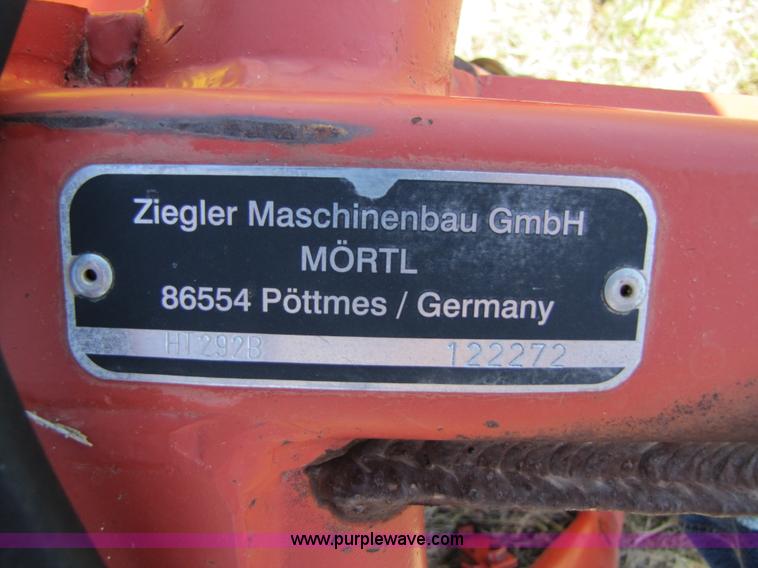 Ziegler Maschinenbau GmbH
MÖRTL
86554 Pöttmes / Germany
HT292B 122272
www.purplewave.com